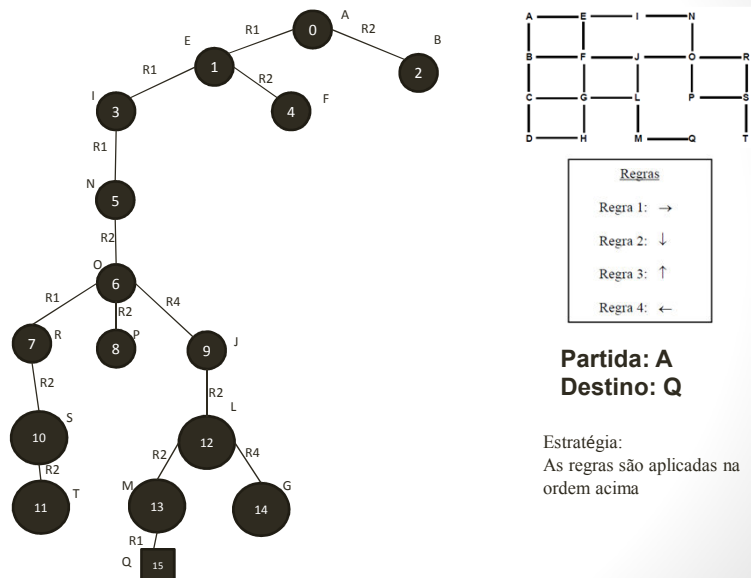 A
R1 0 R2
E B
1 2
R1 R2
I F
3 4
R1
N
5
R2
O
6
R1 R2 R4
R P J
7 8 9
R2 R2
S L
10 12
R2 R2 R4
T M G
11 13 14
R1
Q 15
A E I N
B F J O R
C G L P S
D H M Q T
Regras
Regra 1: →
Regra 2: ↓
Regra 3: ↑
Regra 4: ←
Partida: A
Destino: Q
Estratégia:
As regras são aplicadas na
ordem acima